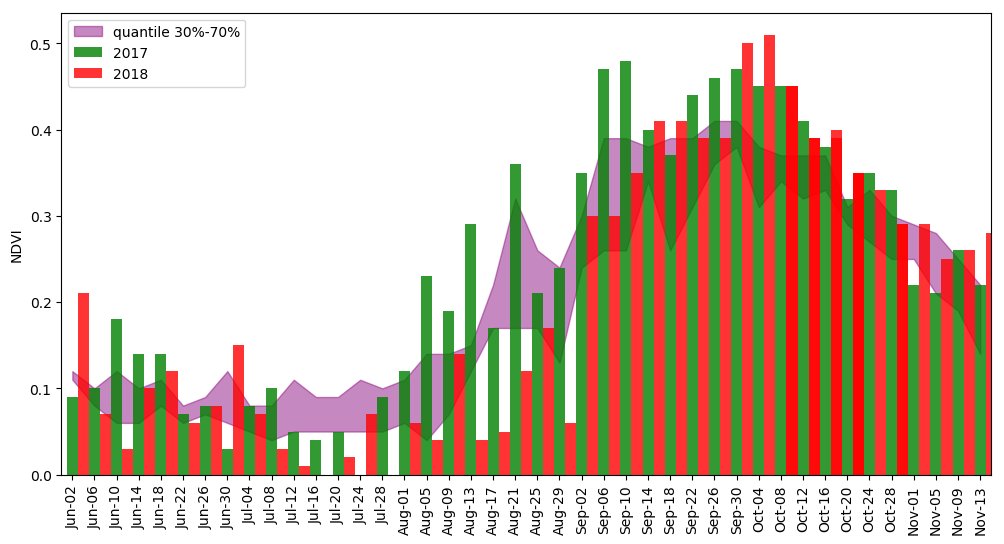 quantile 30%-70%
2017
2018
NDVI
0.5
0.4
0.3
0.2
0.1
0.0
Jun-02
Jun-06
Jun-10
Jun-14
Jun-18
Jun-22
Jun-26
Jun-30
Jul-04
Jul-08
Jul-12
Jul-16
Jul-20
Jul-24
Jul-28
Aug-01
Aug-05
Aug-09
Aug-13
Aug-17
Aug-21
Aug-25
Aug-29
Sep-02
Sep-06
Sep-10
Sep-14
Sep-18
Sep-22
Sep-26
Sep-30
Oct-04
Oct-08
Oct-12
Oct-16
Oct-20
Oct-24
Oct-28
Nov-01
Nov-05
Nov-09
Nov-13